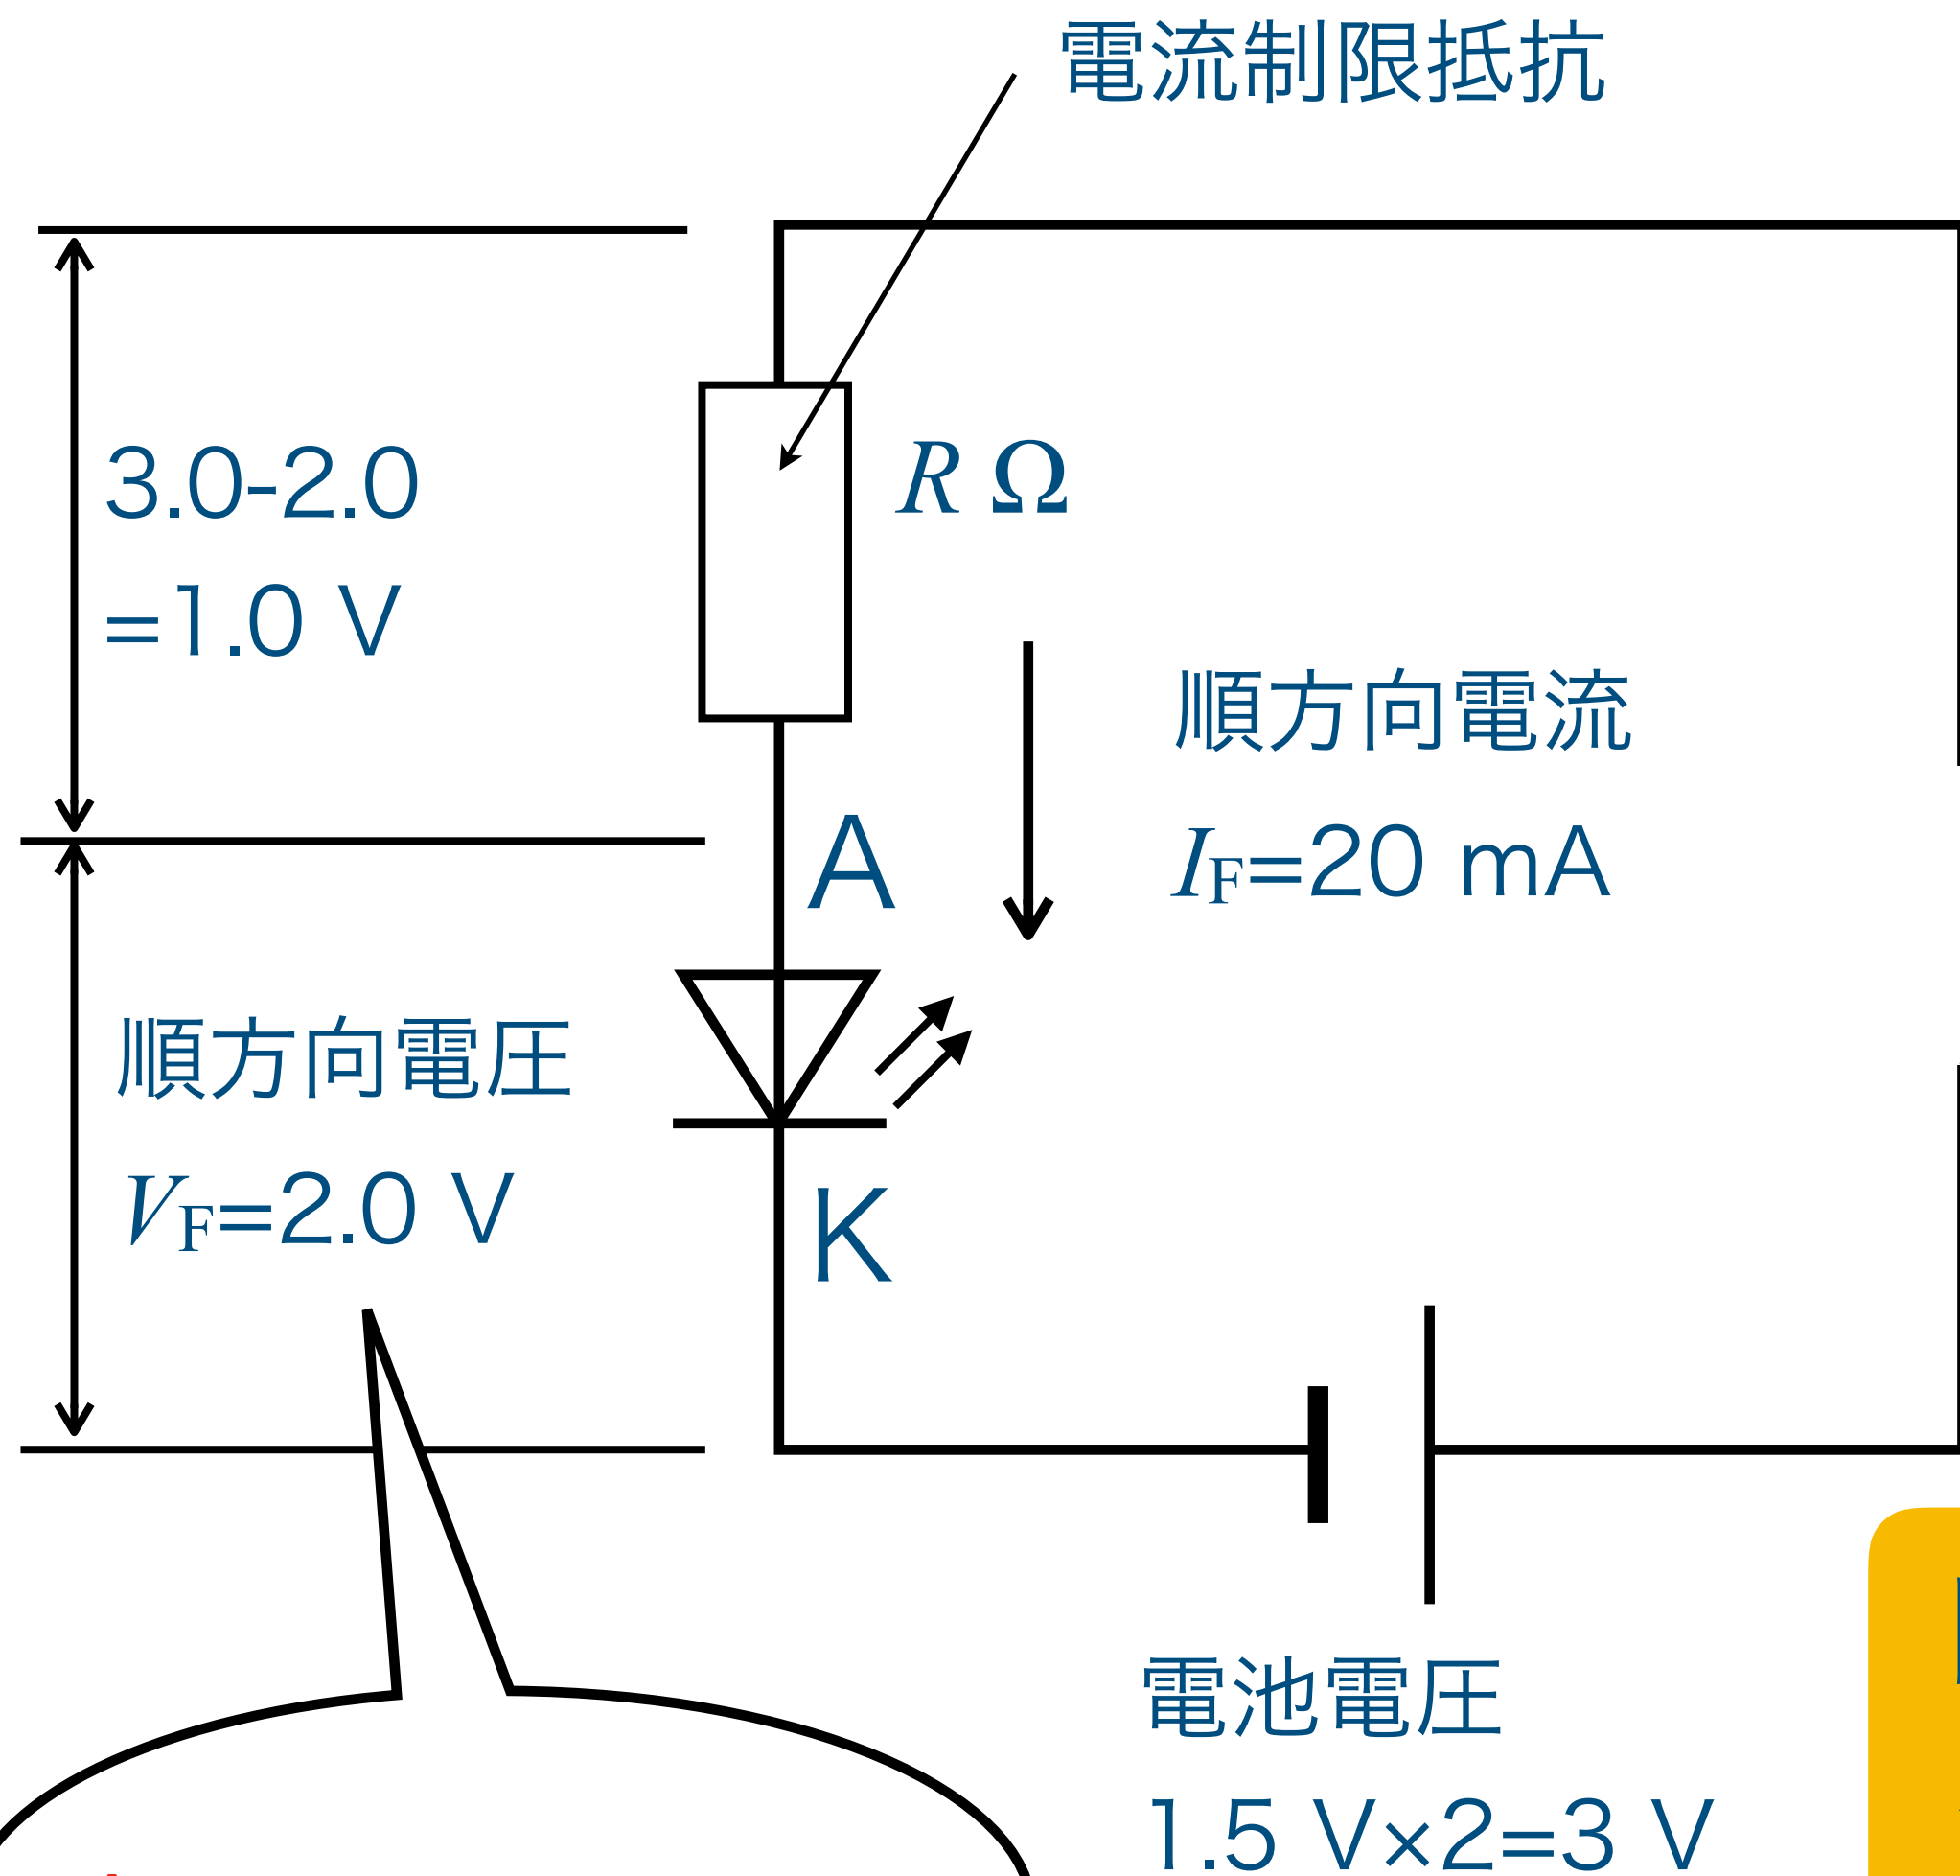 電流制限抵抗
3.0-2.0
=1.0 V
R Ω
順方向電流
IF=20 mA
A
順方向電圧
VF=2.0 V
K
電池電圧
1.5 V×2=3 V